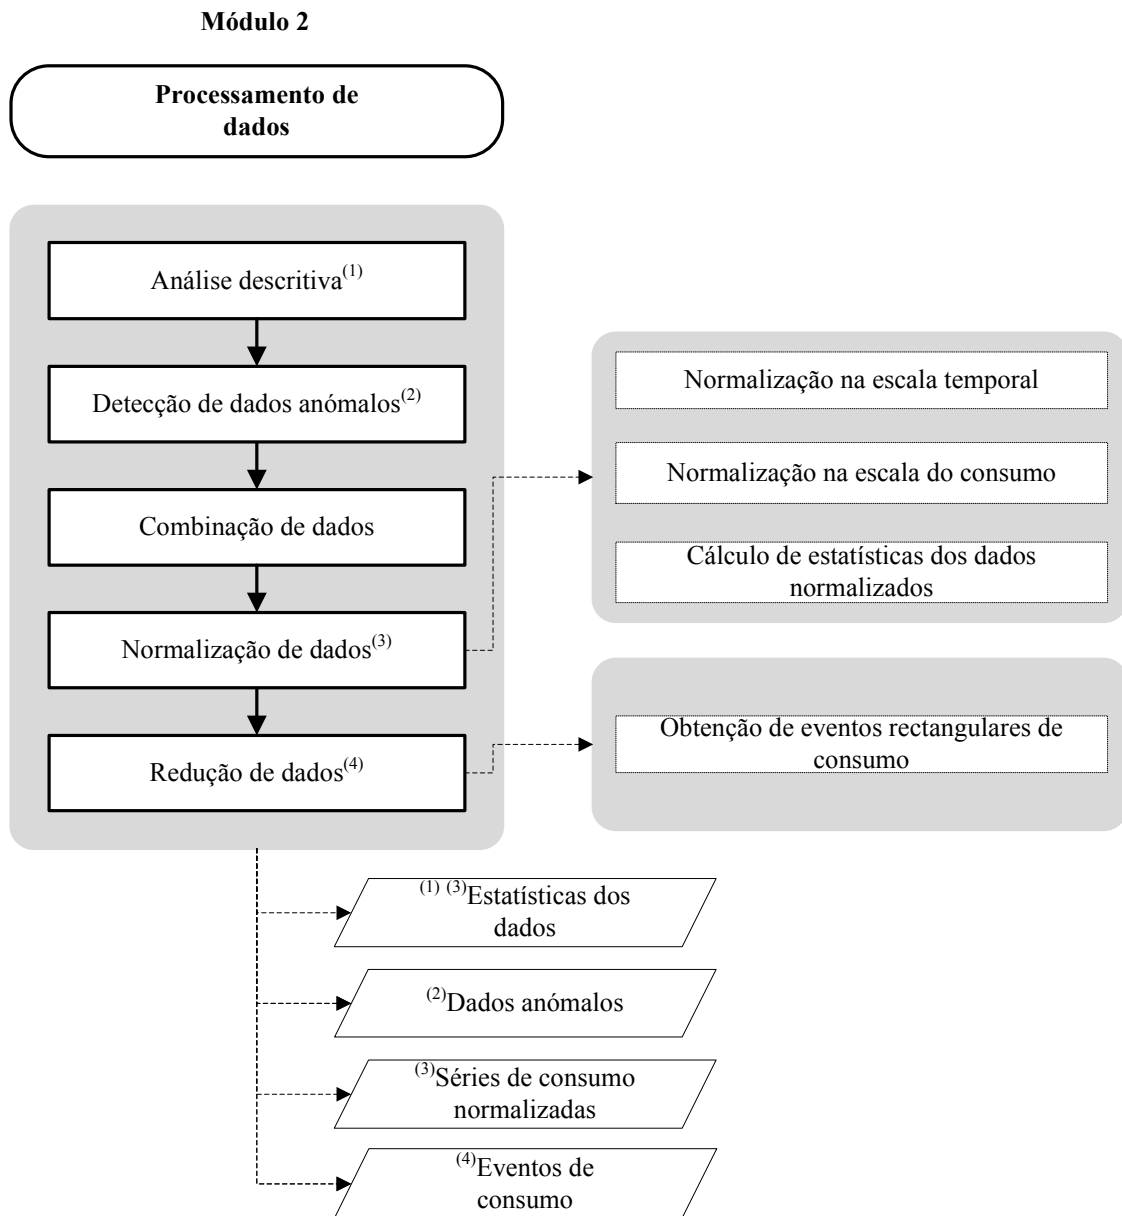 Módulo 2
Processamento de
dados
Análise descritiva(1)
Detecção de dados anómalos(2)
Combinação de dados
Normalização de dados(3)
Redução de dados(4)
Normalização na escala temporal
Normalização na escala do consumo
Cálculo de estatísticas dos dados
normalizados
Obtenção de eventos rectangulares de
consumo
(1) (3)Estatísticas dos
dados
(2)Dados anómalos
(3)Séries de consumo
normalizadas
(4)Eventos de
consumo